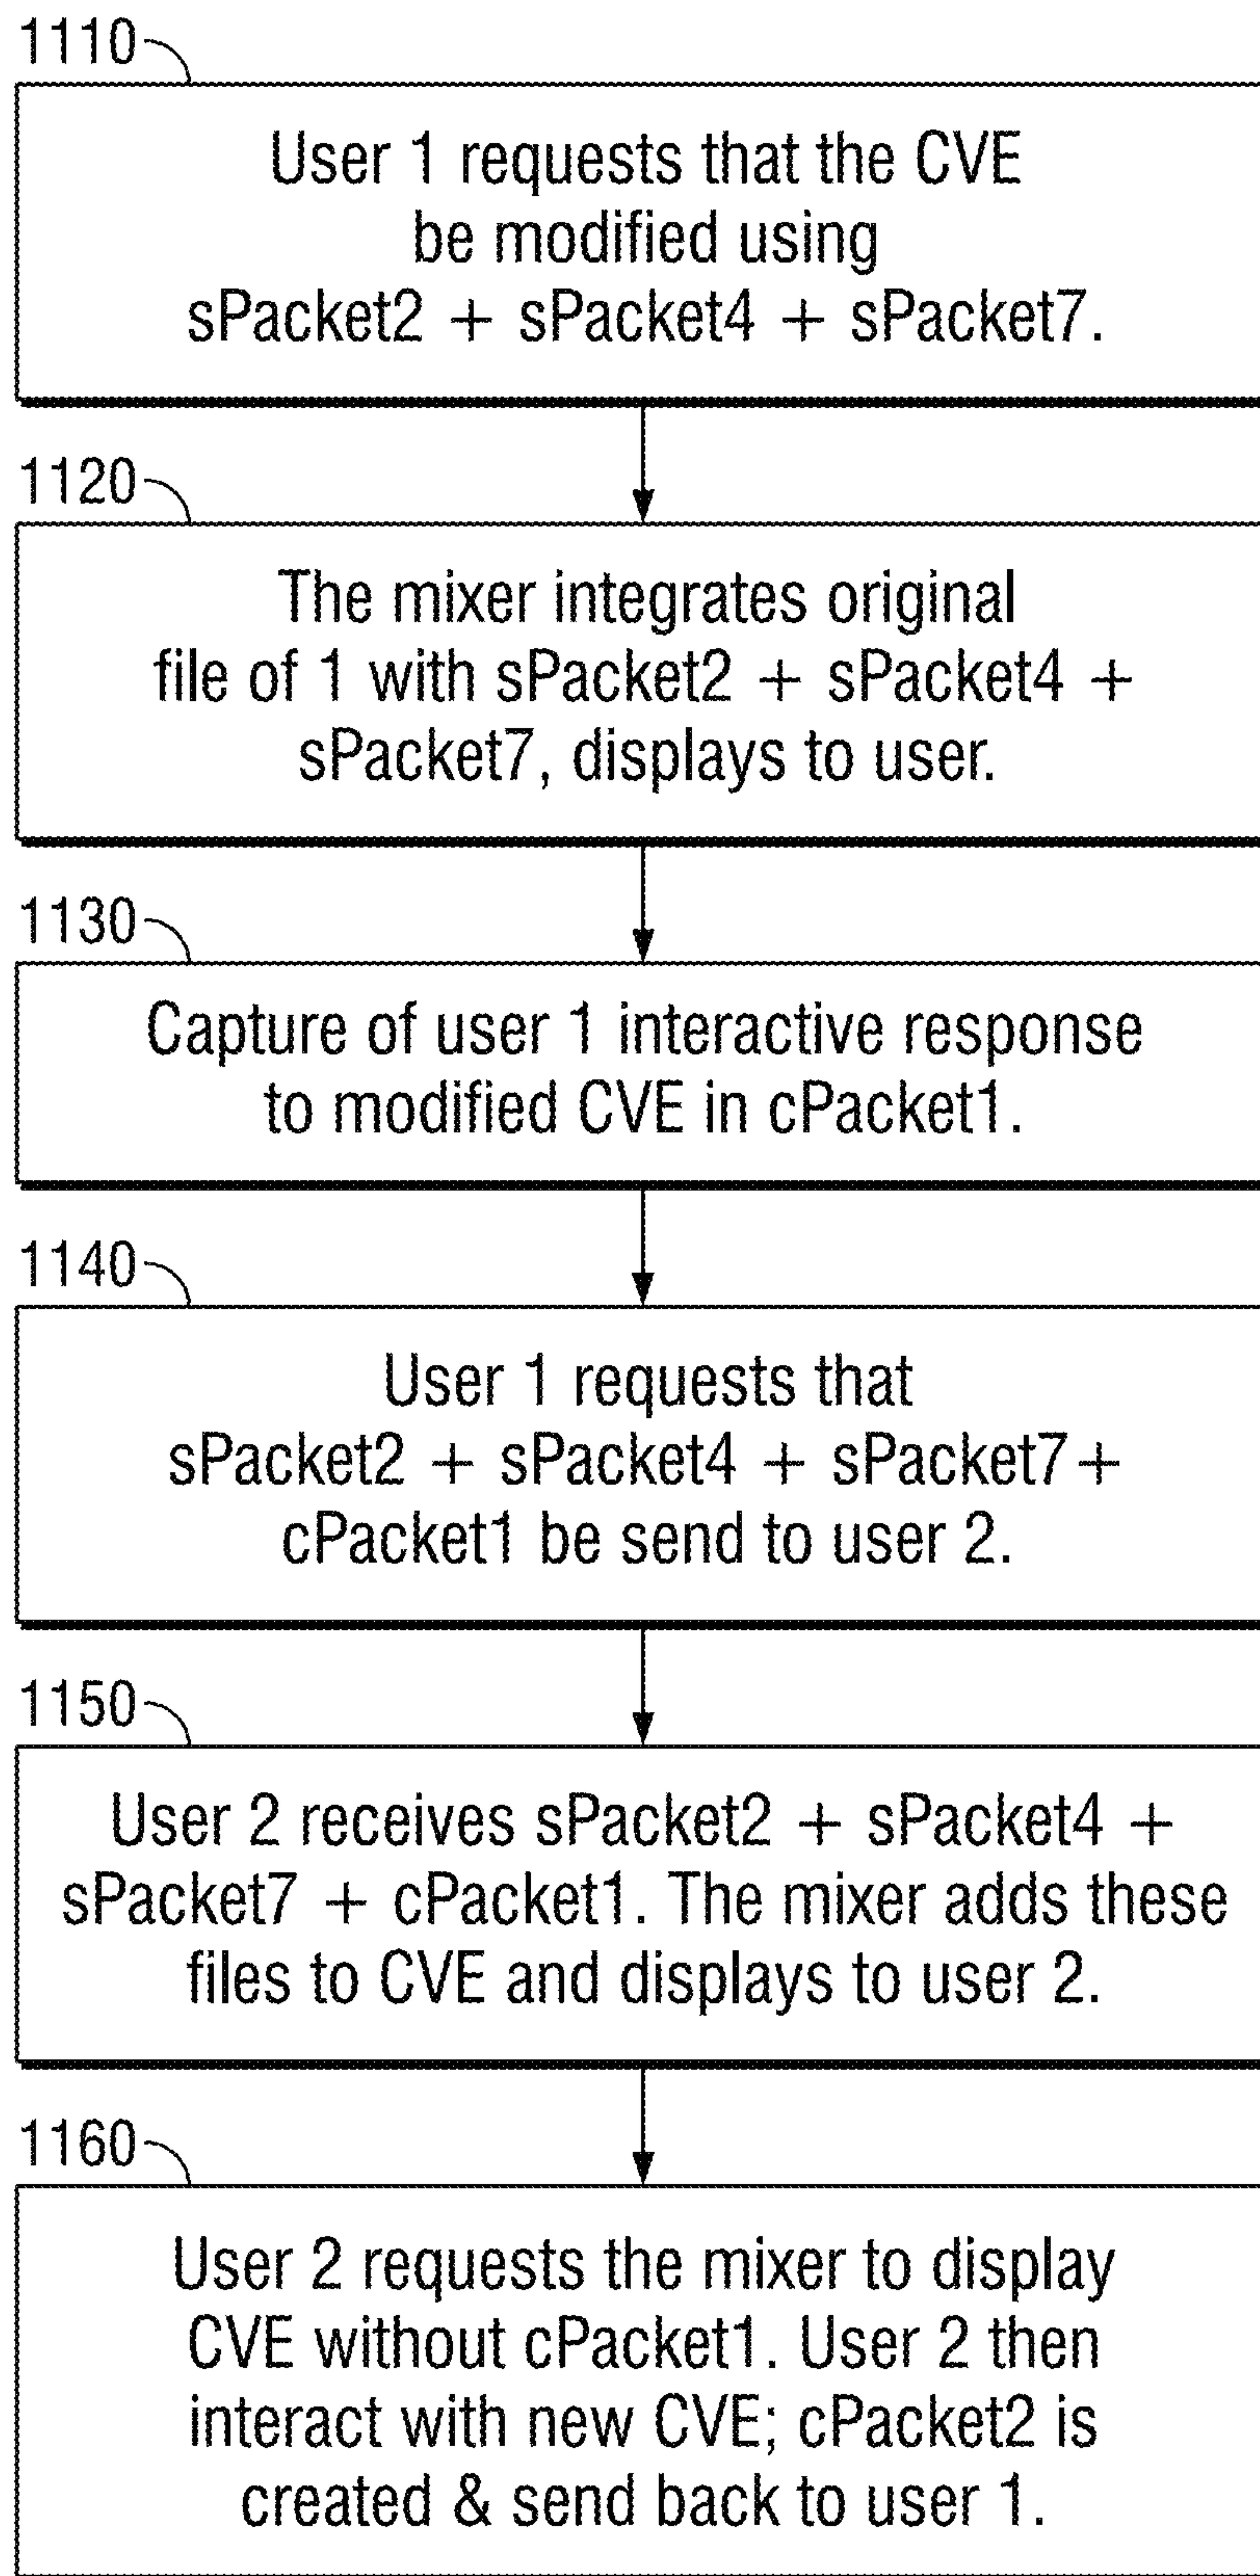 1110
User 1 requests that the CVE
be modified using
sPacket2 + sPacket4 + sPacket7.
1120
The mixer integrates original
file of 1 with sPacket2 + sPacket4 +
sPacket7, displays to user.
1130
Capture of user 1 interactive response
to modified CVE in cPacket1.
1140
User 1 requests that
sPacket2 + sPacket4 + sPacket7+
cPacket1 be send to user 2.
1150
User 2 receives sPacket2 + sPacket4 +
sPacket7 + cPacket1. The mixer adds these
files to CVE and displays to user 2.
1160
User 2 requests the mixer to display
CVE without cPacket1. User 2 then
interact with new CVE; cPacket2 is
created & send back to user 1.